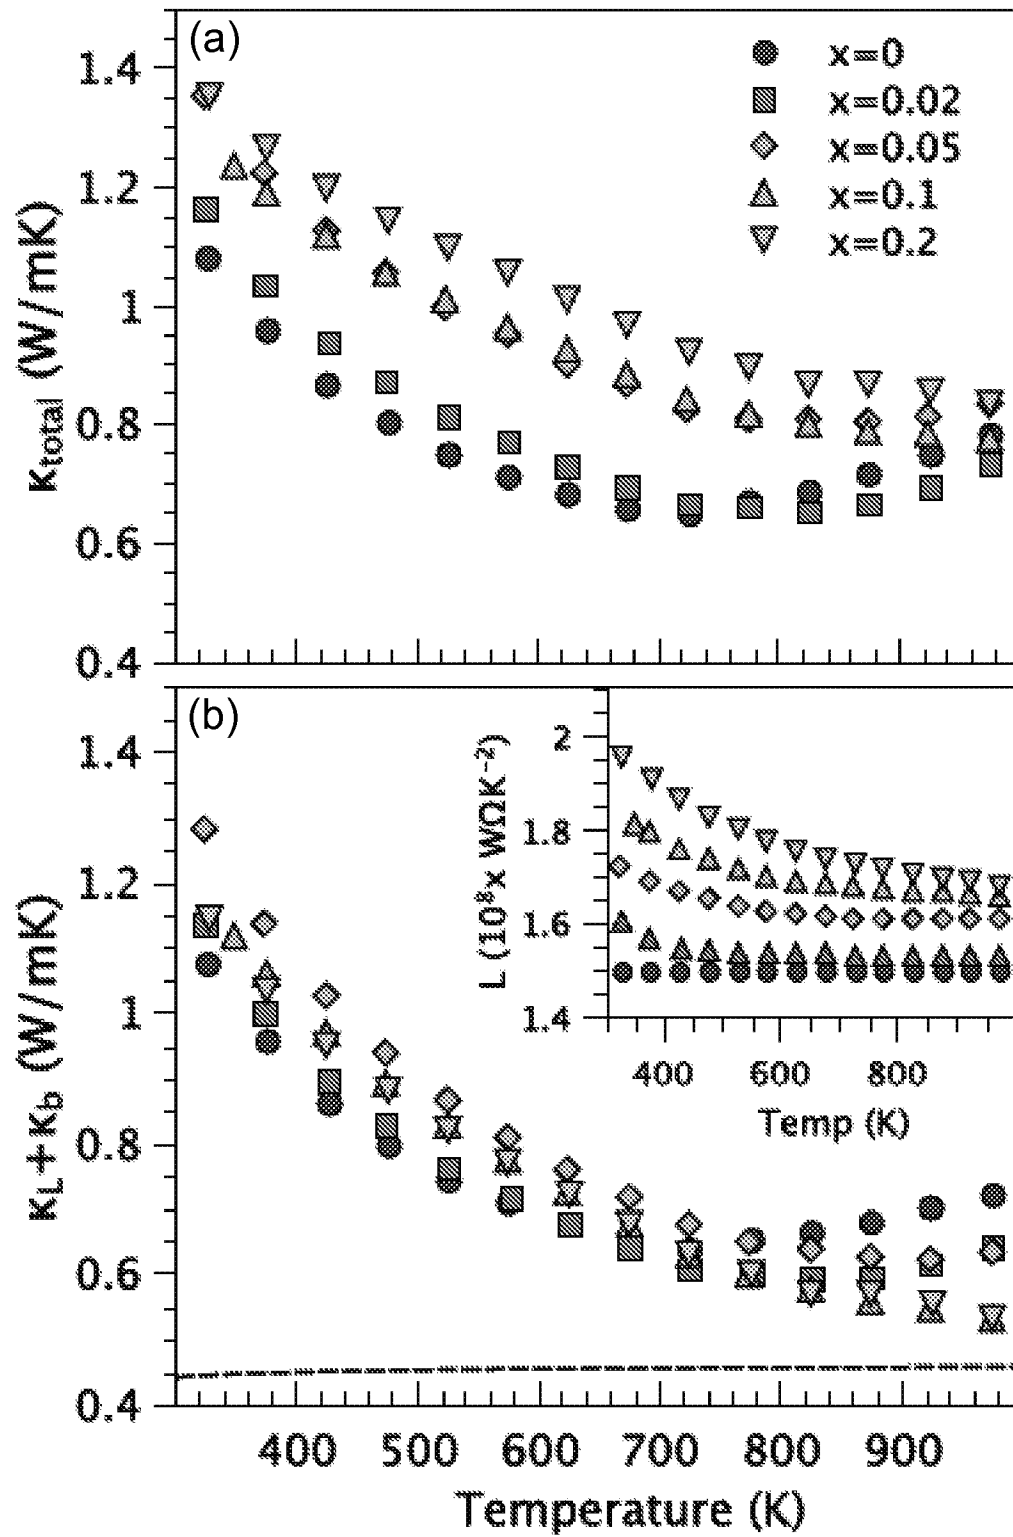 (a)
x=0
x=0.02
x=0.05
x=0.1
x=0.2
1.4
1.2
1
0.8
0.6
0.4
κtotal (W/mK)
(b)
1.4
1.2
1
0.8
0.6
0.4
κL+κb (W/mK)
2
1.8
1.6
1.4
L (10⁸x WΩK⁻²)
400 600 800
Temp (K)
400 500 600 700 800 900
Temperature (K)